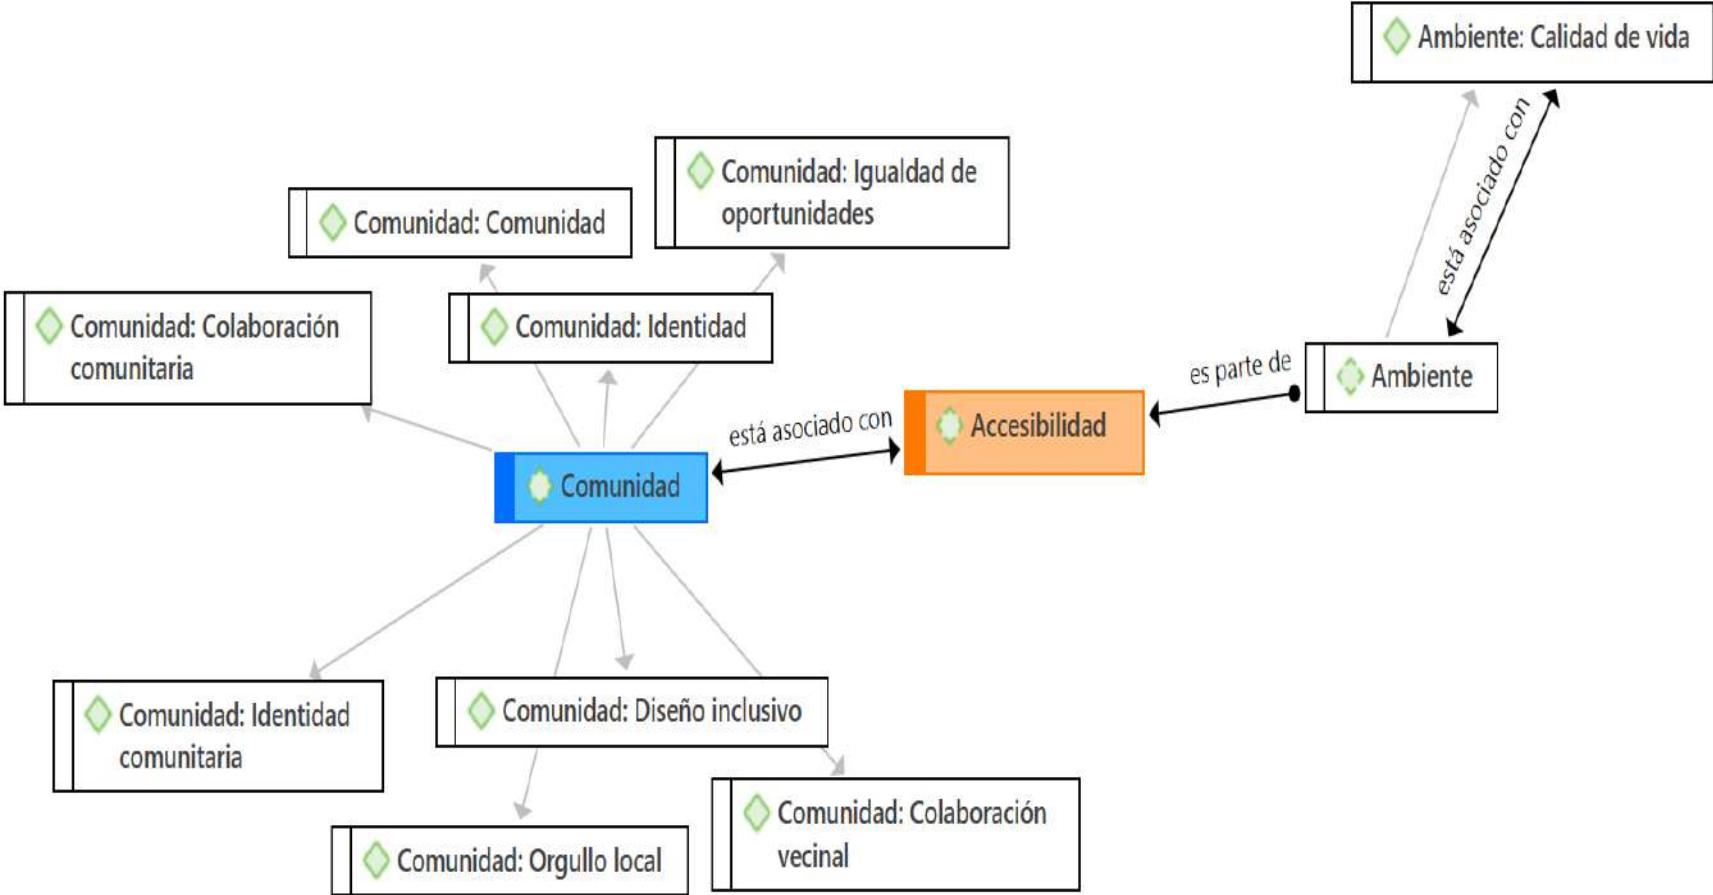 Ambiente: Calidad de vida
está asociado con
Comunidad: Igualdad de
oportunidades
Comunidad: Comunidad
Comunidad: Colaboración
comunitaria
Comunidad: Identidad
es parte de
Ambiente
está asociado con
Accesibilidad
Comunidad
Comunidad: Identidad
comunitaria
Comunidad: Diseño inclusivo
Comunidad: Colaboración
vecinal
Comunidad: Orgullo local